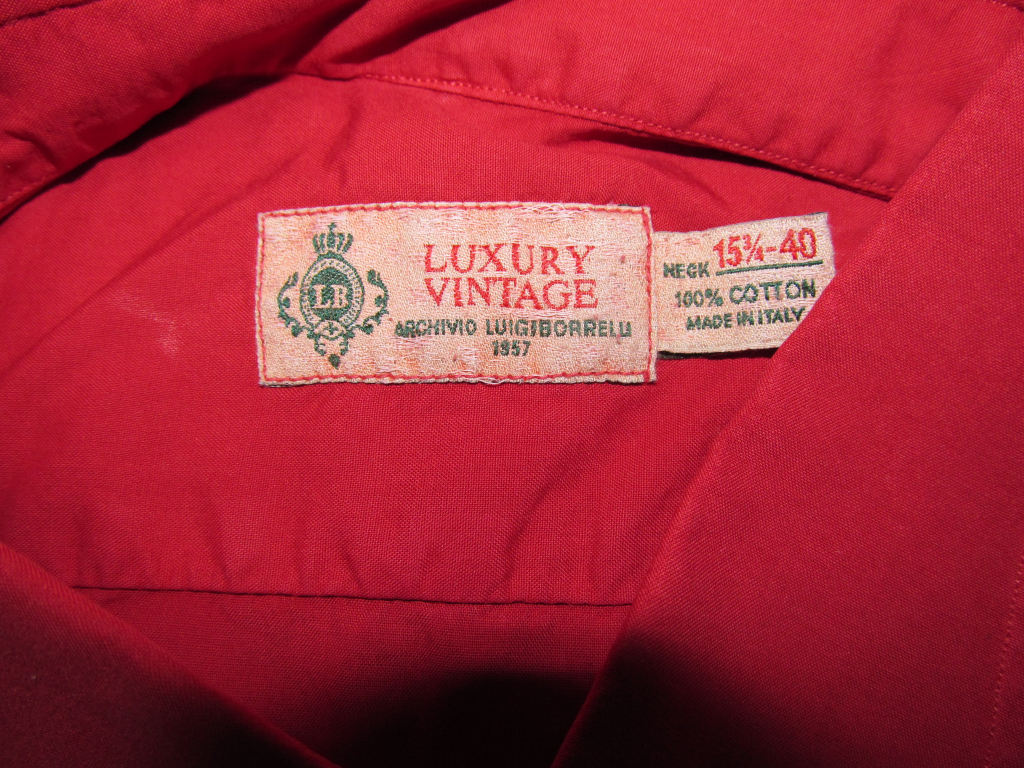 LB
LUXURY
VINTAGE
ARCHIVIO LUIGIBORRELLI
1957
NECK 15¾-40
100% COTTON
MADE IN ITALY